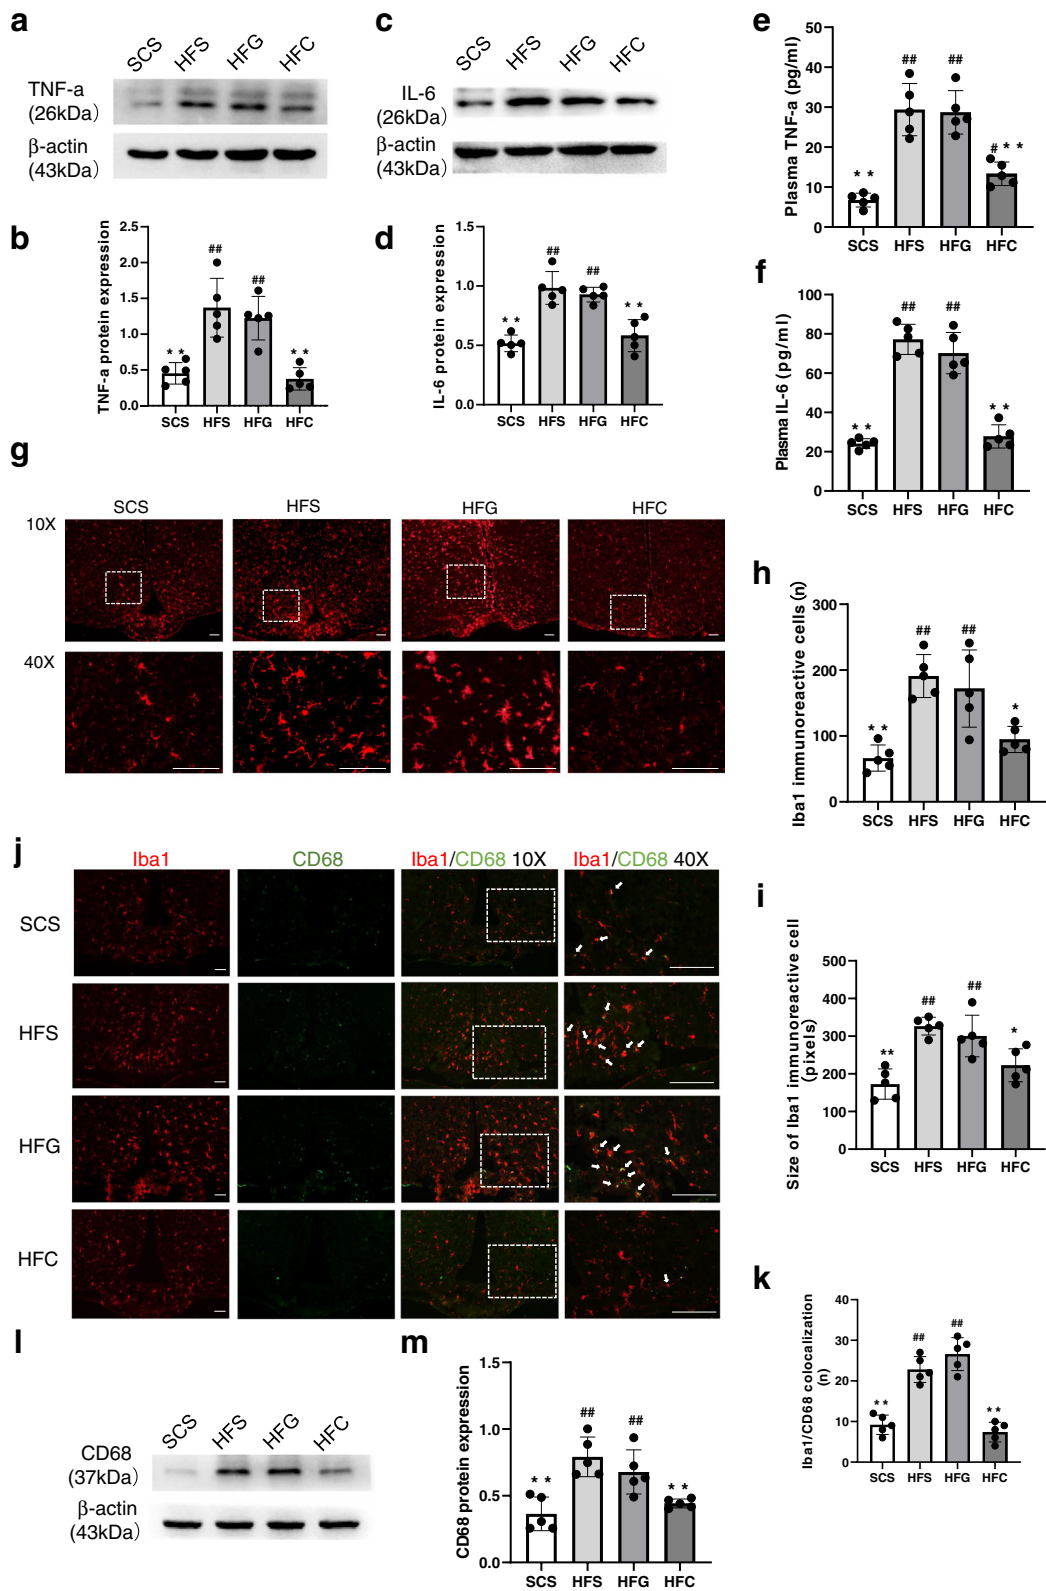 a
SCS HFS HFG HFC
TNF-a
(26kDa)
β-actin
(43kDa)
c
SCS HFS HFG HFC
IL-6
(26kDa)
β-actin
(43kDa)
e
Plasma TNF-a (pg/ml)
50
40
30
20
10
0
**
##
##
#**
SCS HFS HFG HFC
b
TNF-a protein expression
2.5
2.0
1.5
1.0
0.5
0.0
**
##
##
**
SCS HFS HFG HFC
d
IL-6 protein expression
1.5
1.0
0.5
0.0
**
##
##
**
SCS HFS HFG HFC
f
Plasma IL-6 (pg/ml)
100
80
60
40
20
0
**
##
##
**
SCS HFS HFG HFC
g
SCS HFS HFG HFC
10X
40X
h
Iba1 immunoreactive cells (n)
300
200
100
0
**
##
##
*
SCS HFS HFG HFC
j
Iba1 CD68 Iba1/CD68 10X Iba1/CD68 40X
SCS
HFS
HFG
HFC
i
Size of Iba1 immunoreactive cell
(pixels)
500
400
300
200
100
0
**
##
##
*
SCS HFS HFG HFC
k
Iba1/CD68 colocalization
(n)
40
30
20
10
0
**
##
##
**
SCS HFS HFG HFC
l
SCS HFS HFG HFC
CD68
(37kDa)
β-actin
(43kDa)
m
CD68 protein expression
1.5
1.0
0.5
0.0
**
##
##
**
SCS HFS HFG HFC